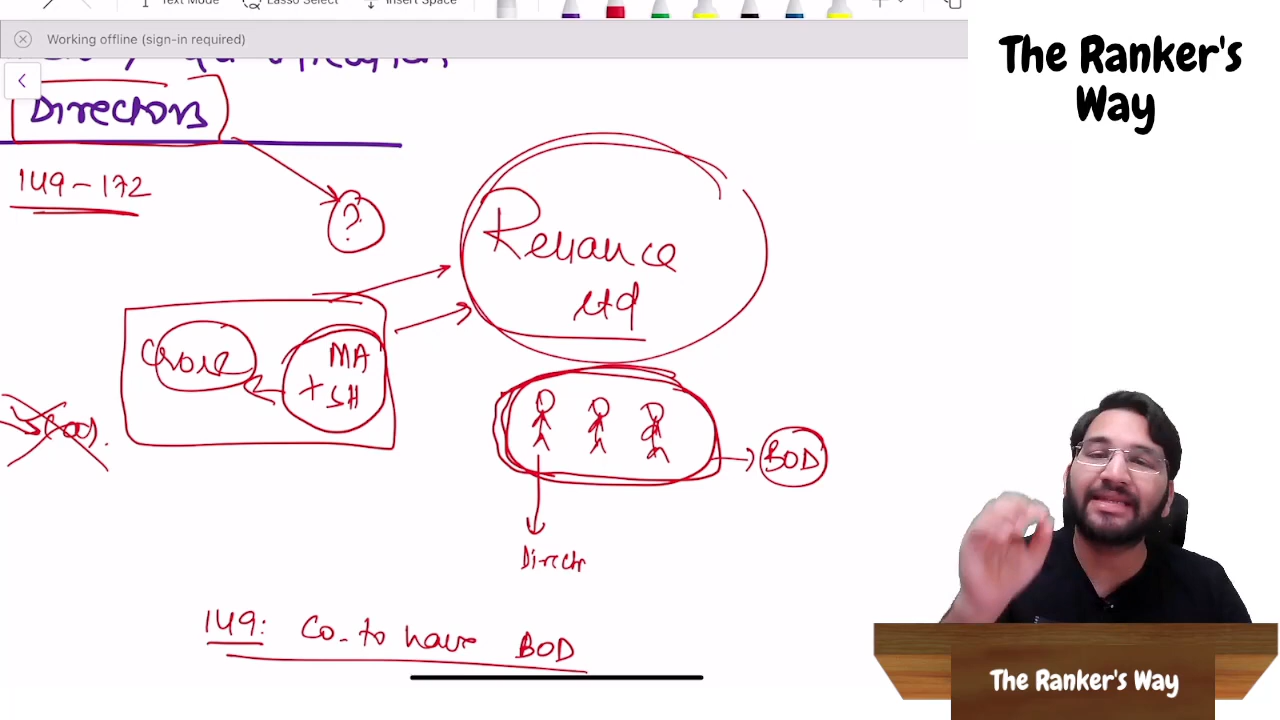 Text Mode Lasso Select Insert Space
Working offline (sign-in required)
Directors
149-172
?
Reliance
Ltd
Crore
MA
+ SH
BOD
Directr
149: Co. to have BOD
The Ranker's
Way
The Ranker's Way